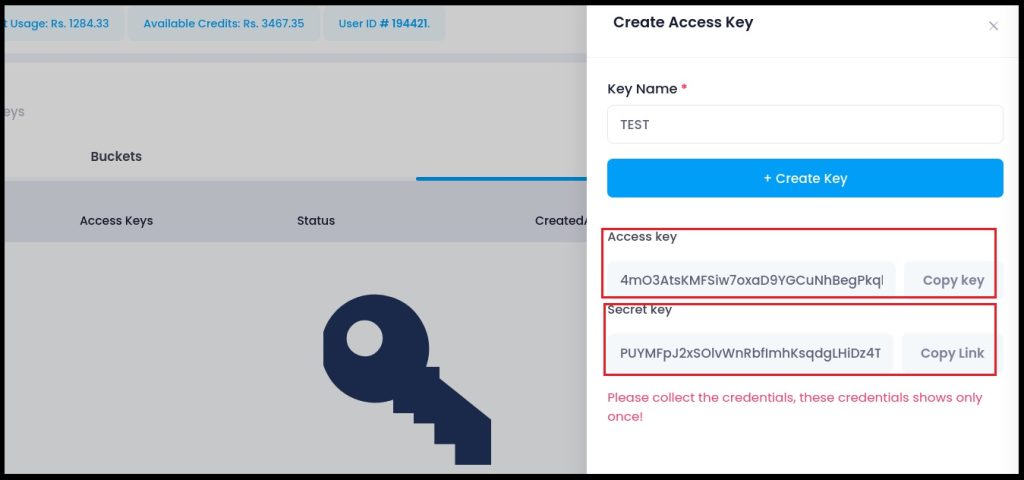 t Usage: Rs. 1284.33
Available Credits: Rs. 3467.35
User ID # 194421.
Create Access Key
eys
Key Name *
TEST
Buckets
+ Create Key
Access Keys
Status
Created
Access key
4mO3AtsKMFSiw7oxaD9YGCuNhBegPkq
Copy key
Secret key
PUYMFpJ2xSOlvWnRbfImhKsqdgLHiDz4T
Copy Link
Please collect the credentials, these credentials shows only
once!